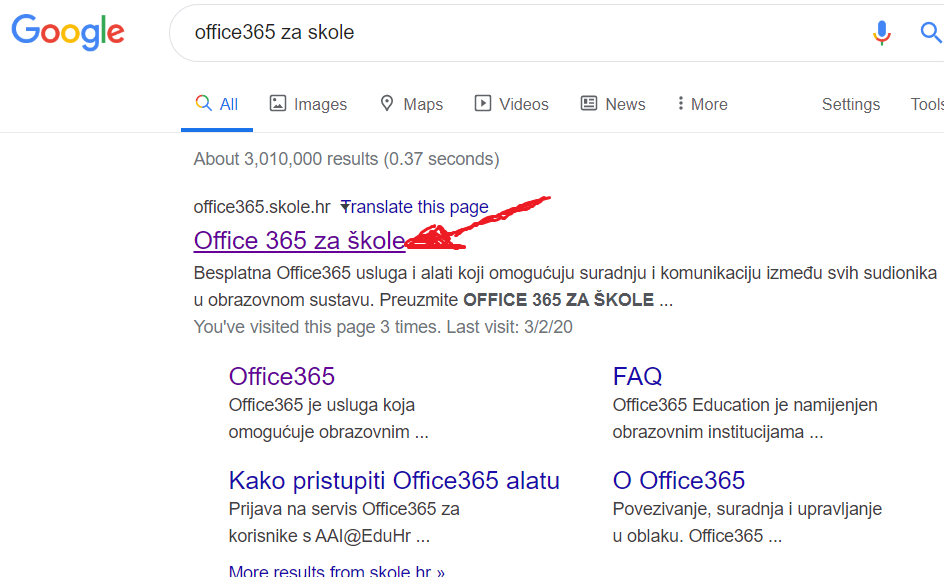 Google
office365 za skole
All Images Maps Videos News More Settings Tools
About 3,010,000 results (0.37 seconds)
office365.skole.hr Translate this page
Office 365 za škole
Besplatna Office365 usluga i alati koji omogućuju suradnju i komunikaciju između svih sudionika
u obrazovnom sustavu. Preuzmite OFFICE 365 ZA ŠKOLE ...
You've visited this page 3 times. Last visit: 3/2/20
Office365
Office365 je usluga koja
omogućuje obrazovnim ...
FAQ
Office365 Education je namijenjen
obrazovnim institucijama ...
Kako pristupiti Office365 alatu
Prijava na servis Office365 za
korisnike s AAI@EduHr ...
O Office365
Povezivanje, suradnja i upravljanje
u oblaku. Office365 ...
More results from skole.hr »